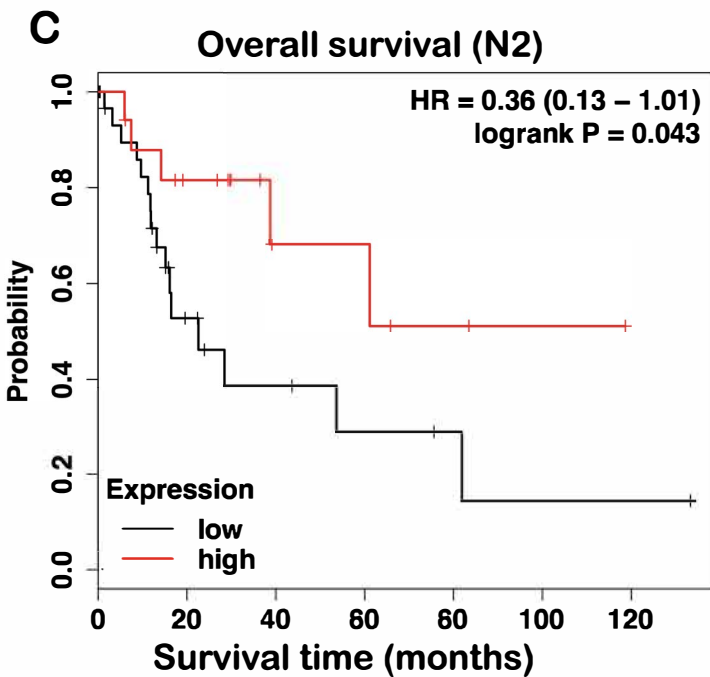 C
Overall survival (N2)
HR = 0.36 (0.13 – 1.01)
logrank P = 0.043
Probability
1.0
0.8
0.6
0.4
0.2
0.0
Expression
low
high
0 20 40 60 80 100 120
Survival time (months)